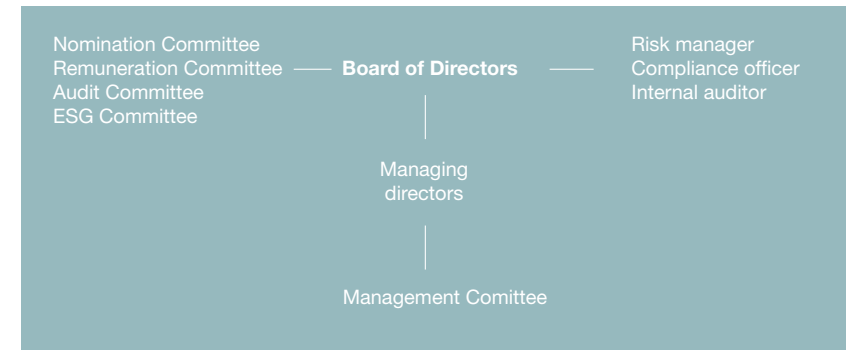 Nomination Committee
Remuneration Committee
Audit Committee
ESG Committee
Board of Directors
Risk manager
Compliance officer
Internal auditor
Managing
directors
Management Comittee